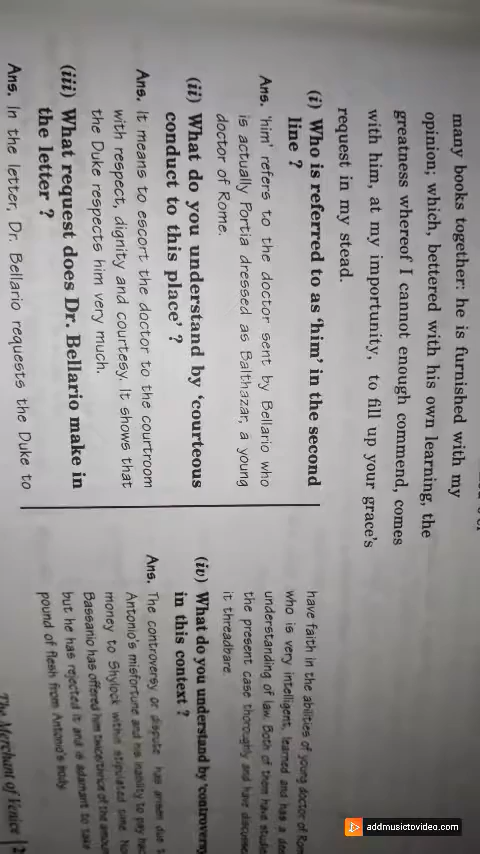 many books together: he is furnished with my
opinion; which, bettered with his own learning, the
greatness whereof I cannot enough commend, comes
with him, at my importunity, to fill up your grace's
request in my stead.
(i) Who is referred to as 'him' in the second
line ?
Ans. 'him' refers to the doctor sent by Bellario who
is actually Portia dressed as Balthazar, a young
doctor of Rome.
(ii) What do you understand by 'courteous
conduct to this place' ?
Ans. It means to escort the doctor to the courtroom
with respect, dignity and courtesy. It shows that
the Duke respects him very much.
(iii) What request does Dr. Bellario make in
the letter ?
Ans. In the letter, Dr. Bellario requests the Duke to
have faith in the abilities of young doctor of
who is very intelligent, learned and has a
understanding of law. Both of them have
the present case thoroughly and have
it threadbare.
(iv) What do you understand by 'controversy
in this context ?
Ans. The controversy or dispute has arisen due
Antonio's misfortune and his inability to pay
money to Shylock within stipulated time.
Bassanio has offered him twice/thrice of the
but he has rejected it and is adamant to take
pound of flesh from Antonio's body.
The Merchant of Venice
addmusictovideo.com